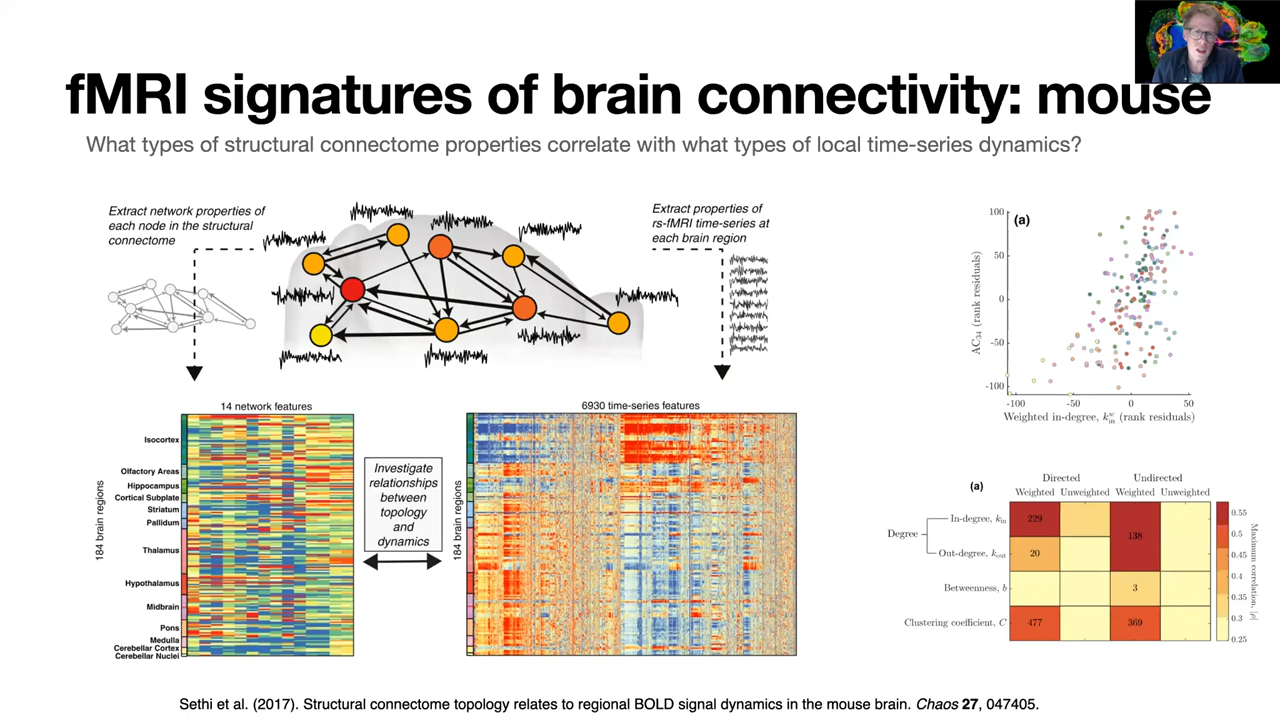 fMRI signatures of brain connectivity: mouse
What types of structural connectome properties correlate with what types of local time-series dynamics?
Extract network properties of
each node in the structural
connectome
Extract properties of
rs-fMRI time-series at
each brain region
14 network features
184 brain regions
Isocortex
Olfactory Areas
Hippocampus
Cortical Subplate
Striatum
Pallidum
Thalamus
Hypothalamus
Midbrain
Pons
Medulla
Cerebellar Cortex
Cerebellar Nuclei
Investigate
relationships
between
topology
and
dynamics
6930 time-series features
184 brain regions
(a)
AC34 (rank residuals)
100
50
0
-50
-100
-100 -50 0 50
Weighted in-degree, k_in^w (rank residuals)
(a)
Directed Undirected
Weighted Unweighted Weighted Unweighted
Degree
In-degree, k_in
229
138
Out-degree, k_out
20
Betweenness, b
3
Clustering coefficient, C
477 369
0.55
0.5
0.45
0.4
0.35
0.3
0.25
Maximum correlation, |ρ|
Sethi et al. (2017). Structural connectome topology relates to regional BOLD signal dynamics in the mouse brain. Chaos 27, 047405.